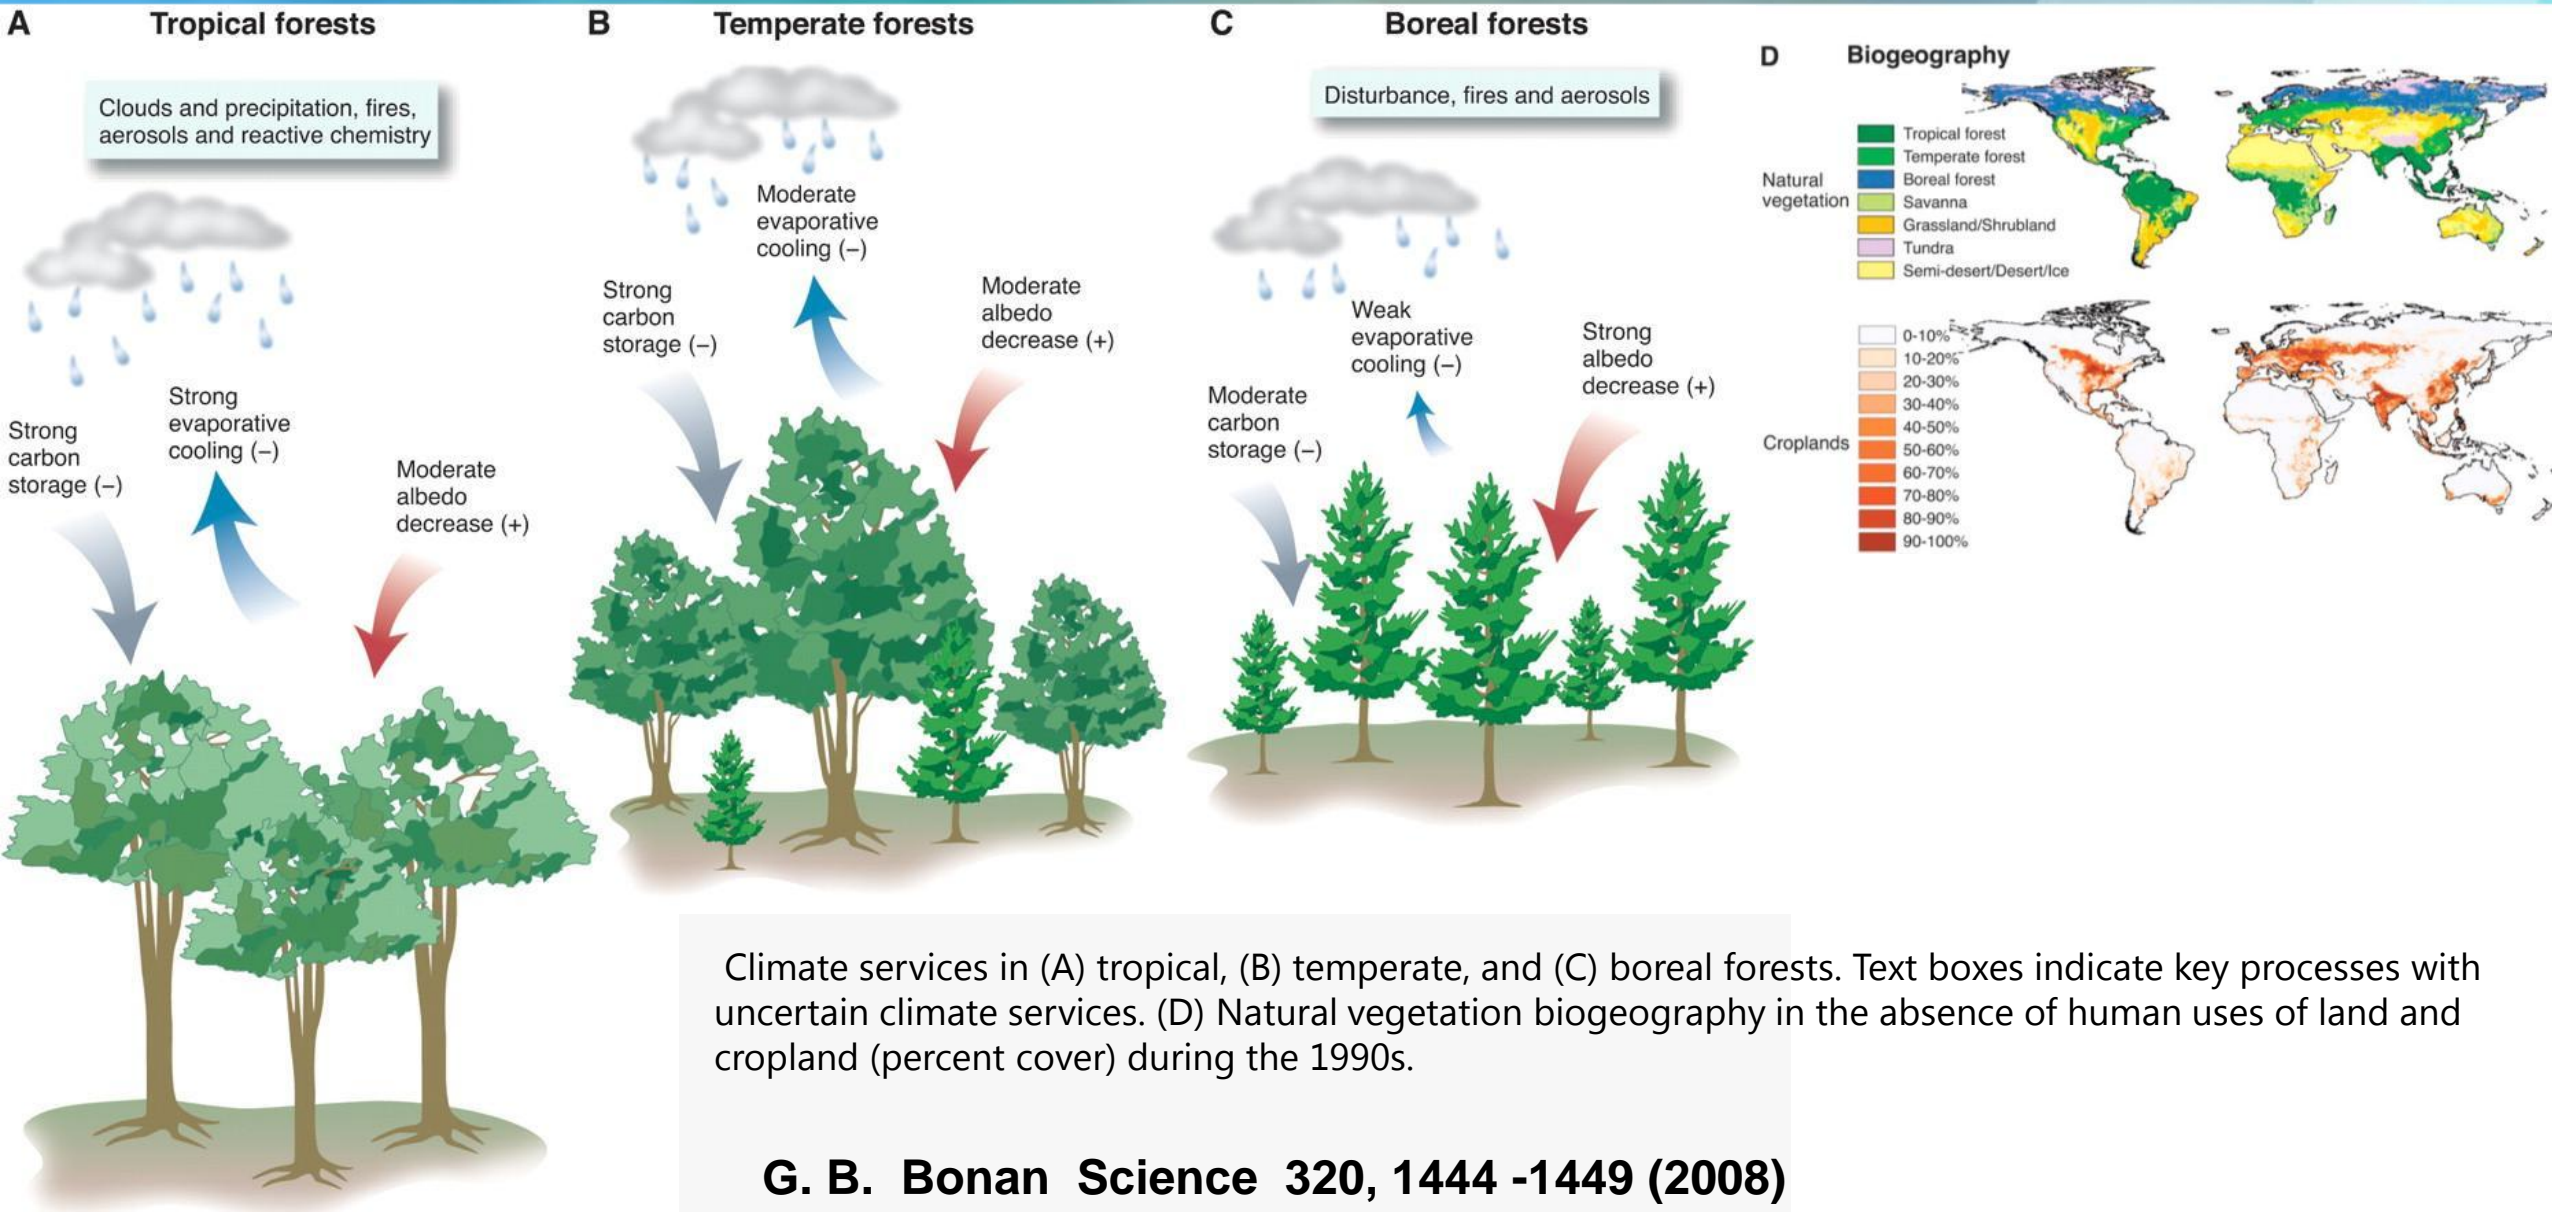 A Tropical forests
Clouds and precipitation, fires,
aerosols and reactive chemistry
Strong
carbon
storage (–)
Strong
evaporative
cooling (–)
Moderate
albedo
decrease (+)
B Temperate forests
Strong
carbon
storage (–)
Moderate
evaporative
cooling (–)
Moderate
albedo
decrease (+)
C Boreal forests
Disturbance, fires and aerosols
Moderate
carbon
storage (–)
Weak
evaporative
cooling (–)
Strong
albedo
decrease (+)
D Biogeography
Natural
vegetation
Tropical forest
Temperate forest
Boreal forest
Savanna
Grassland/Shrubland
Tundra
Semi-desert/Desert/Ice
Croplands
0-10%
10-20%
20-30%
30-40%
40-50%
50-60%
60-70%
70-80%
80-90%
90-100%
Climate services in (A) tropical, (B) temperate, and (C) boreal forests. Text boxes indicate key processes with
uncertain climate services. (D) Natural vegetation biogeography in the absence of human uses of land and
cropland (percent cover) during the 1990s.
G. B. Bonan Science 320, 1444 -1449 (2008)